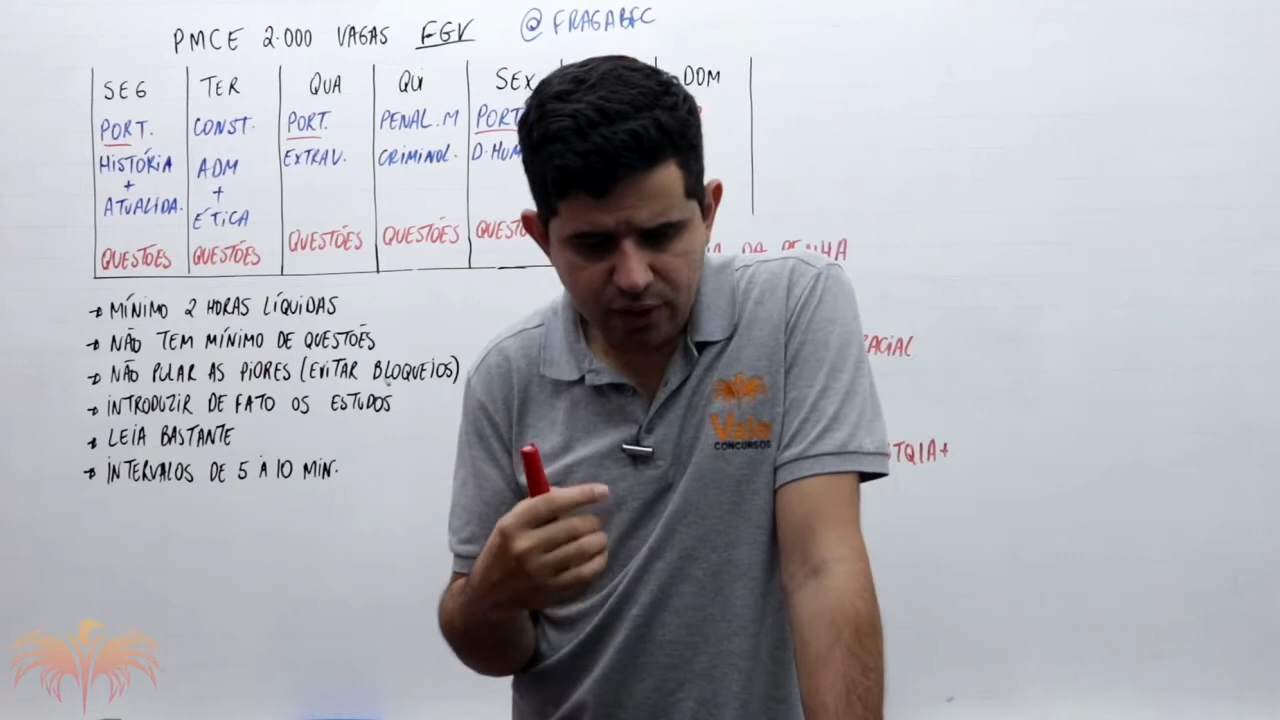 PMCE 2.000 VAGAS FGV @FRAGABFC
SEG TER QUA QUI SEX DOM
PORT. CONST. PORT. PENAL.M PORT
HISTÓRIA ADM EXTRAV. CRIMINOL. D.HUM
+ +
ATUALIDA. ÉTICA
QUESTÕES QUESTÕES QUESTÕES QUESTÕES QUEST
DA PENHA
→ MÍNIMO 2 HORAS LÍQUIDAS
→ NÃO TEM MÍNIMO DE QUESTÕES
RACIAL
→ NÃO PULAR AS PIORES (EVITAR BLOQUEIOS)
→ INTRODUZIR DE FATO OS ESTUDOS
→ LEIA BASTANTE
TQIA+
→ INTERVALOS DE 5 À 10 MIN.
Vale
CONCURSOS